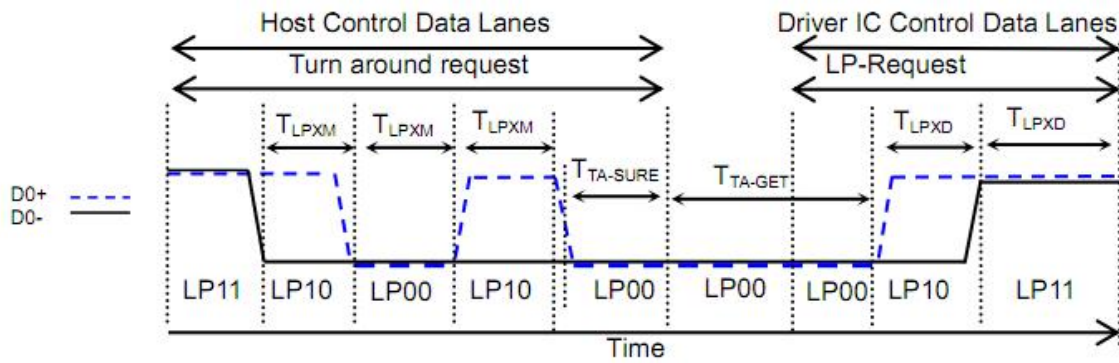 Host Control Data Lanes
Driver IC Control Data Lanes
Turn around request
LP-Request
TLPXM
TLPXM
TLPXM
TLPXD
TLPXD
TTA-SURE
TTA-GET
D0+
D0-
LP11
LP10
LP00
LP10
LP00
LP00
LP00
LP10
LP11
Time